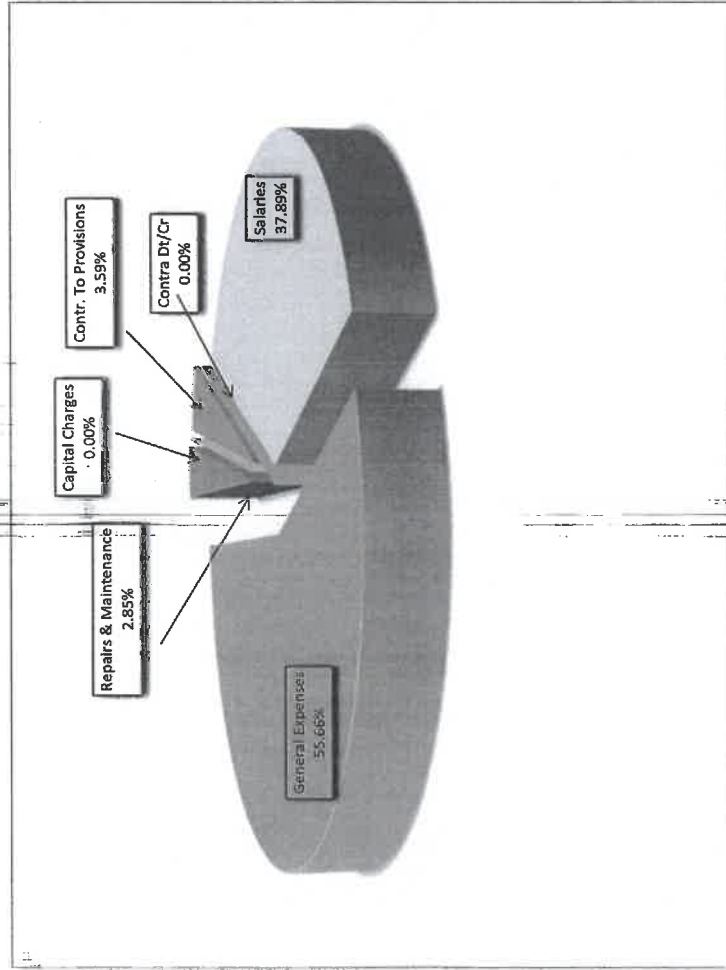 Contr. To Provisions
3.59%
Capital Charges
0.00%
Contra Dt/Cr
0.00%
Repairs & Maintenance
2.85%
Salaries
37.89%
General Expenses
55.66%